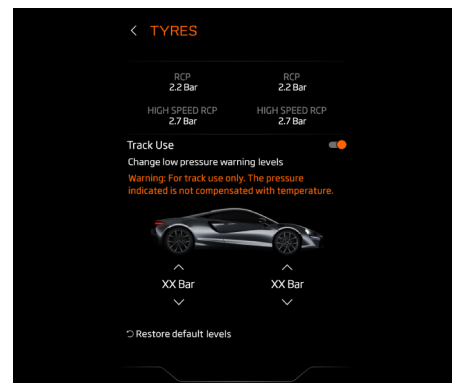 TYRES
RCP RCP
2.2 Bar 2.2 Bar
HIGH SPEED RCP HIGH SPEED RCP
2.7 Bar 2.7 Bar
Track Use
Change low pressure warning levels
Warning: For track use only. The pressure
indicated is not compensated with temperature.
XX Bar XX Bar
Restore default levels